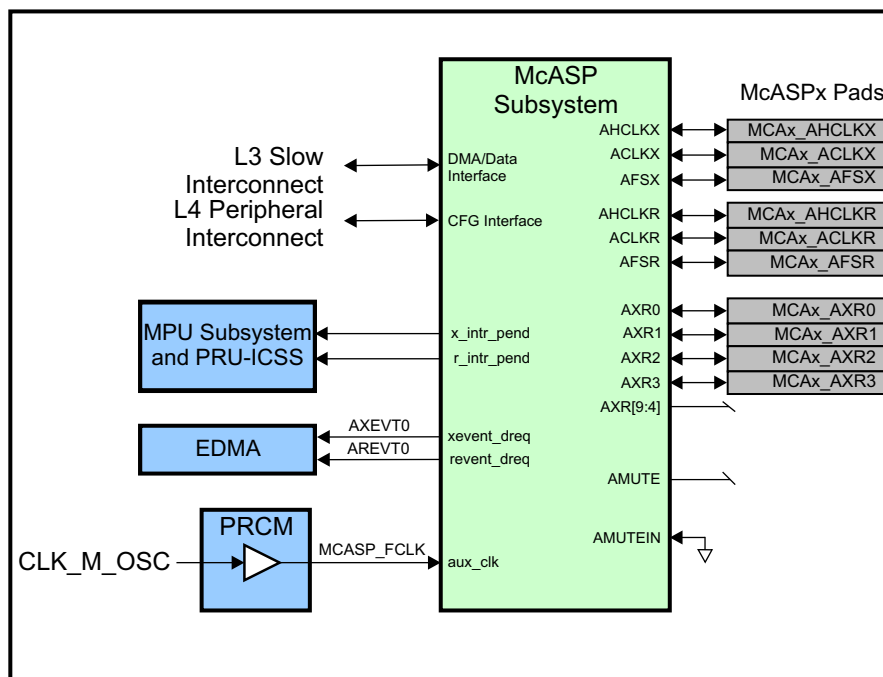 McASP
Subsystem
McASPx Pads
L3 Slow
Interconnect
L4 Peripheral
Interconnect
DMA/Data
Interface
CFG Interface
AHCLKX
ACLKX
AFSX
AHCLKR
ACLKR
AFSR
MCAx_AHCLKX
MCAx_ACLKX
MCAx_AFSX
MCAx_AHCLKR
MCAx_ACLKR
MCAx_AFSR
MPU Subsystem
and PRU-ICSS
x_intr_pend
r_intr_pend
AXR0
AXR1
AXR2
AXR3
AXR[9:4]
MCAx_AXR0
MCAx_AXR1
MCAx_AXR2
MCAx_AXR3
EDMA
AXEVT0
AREVT0
xevent_dreq
revent_dreq
AMUTE
AMUTEIN
PRCM
CLK_M_OSC
MCASP_FCLK
aux_clk